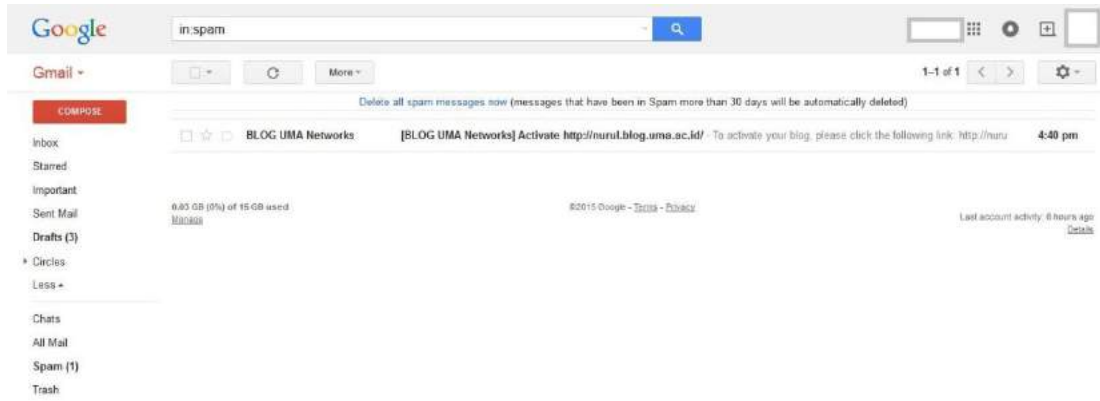 Google
in:spam
Gmail
More
1–1 of 1
COMPOSE
Delete all spam messages now (messages that have been in Spam more than 30 days will be automatically deleted)
Inbox
BLOG UMA Networks [BLOG UMA Networks] Activate http://nurul.blog.uma.ac.id/ - To activate your blog, please click the following link: http://nuru 4:40 pm
Starred
Important
Sent Mail
Drafts (3)
Circles
Less
Chats
All Mail
Spam (1)
Trash
0.03 GB (0%) of 15 GB used
Manage
©2015 Google - Terms - Privacy
Last account activity: 6 hours ago
Details